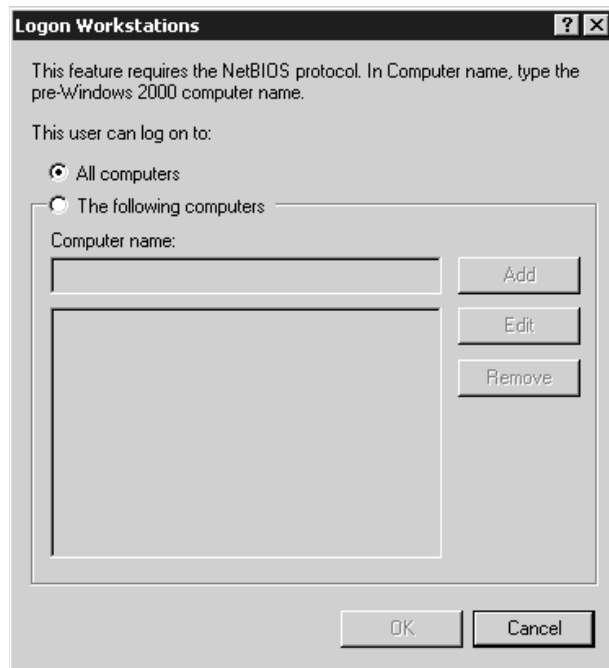 Logon Workstations
This feature requires the NetBIOS protocol. In Computer name, type the
pre-Windows 2000 computer name.
This user can log on to:
All computers
The following computers
Computer name:
Add
Edit
Remove
OK
Cancel